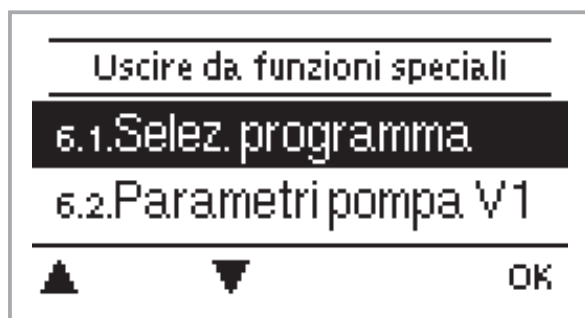 Uscire da funzioni speciali
6.1.Selez. programma
6.2.Parametri pompa V1
OK